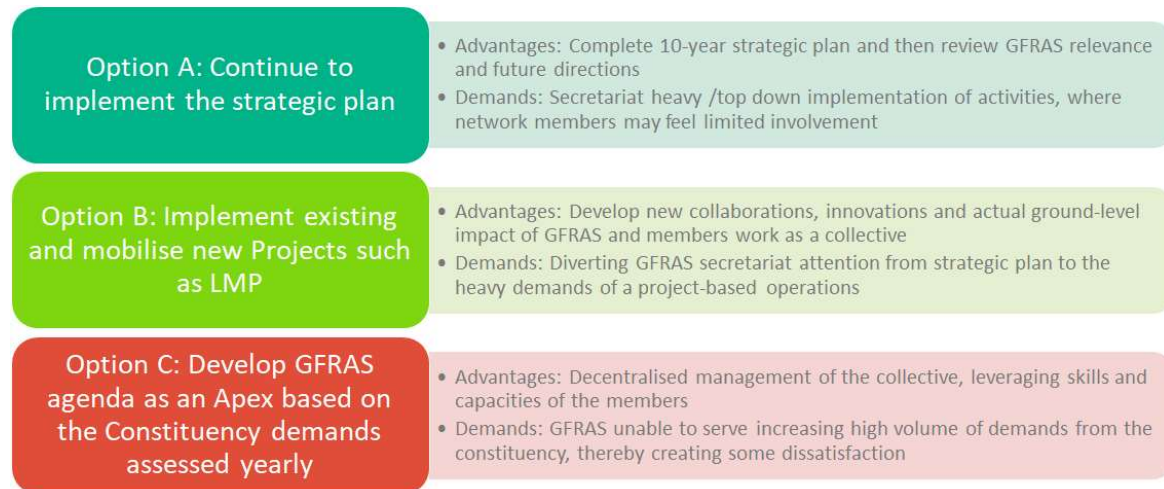 Option A: Continue to
implement the strategic plan
• Advantages: Complete 10-year strategic plan and then review GFRAS relevance
and future directions
• Demands: Secretariat heavy /top down implementation of activities, where
network members may feel limited involvement
Option B: Implement existing
and mobilise new Projects such
as LMP
• Advantages: Develop new collaborations, innovations and actual ground-level
impact of GFRAS and members work as a collective
• Demands: Diverting GFRAS secretariat attention from strategic plan to the
heavy demands of a project-based operations
Option C: Develop GFRAS
agenda as an Apex based on
the Constituency demands
assessed yearly
• Advantages: Decentralised management of the collective, leveraging skills and
capacities of the members
• Demands: GFRAS unable to serve increasing high volume of demands from the
constituency, thereby creating some dissatisfaction